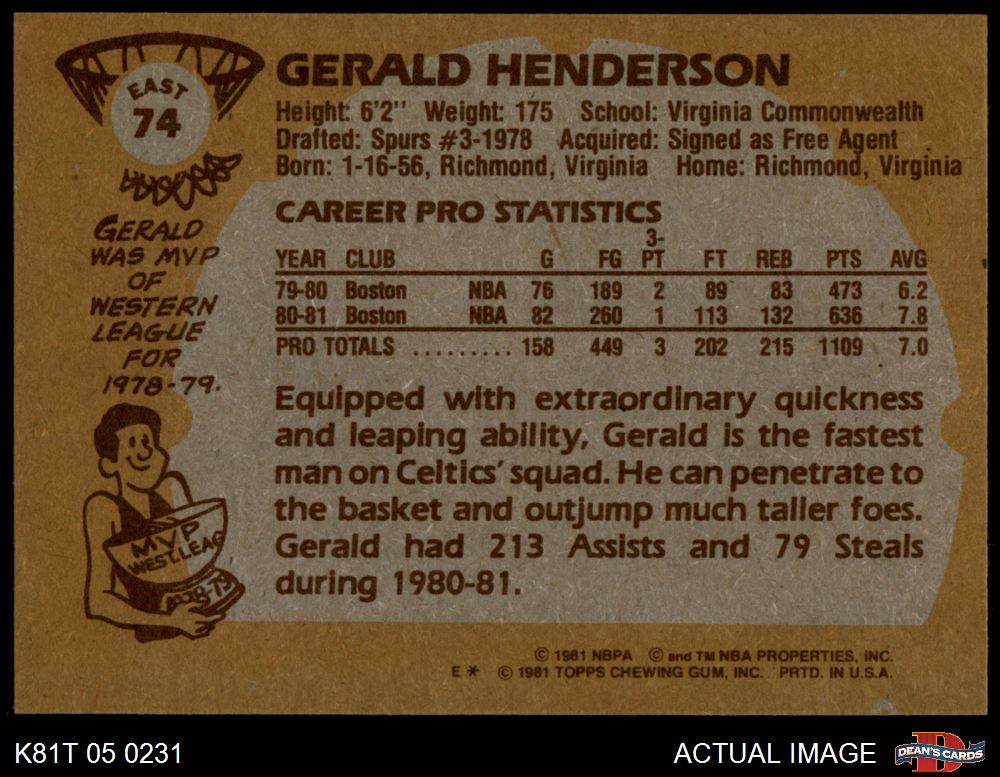 EAST
74
GERALD HENDERSON
Height: 6'2" Weight: 175 School: Virginia Commonwealth
Drafted: Spurs #3-1978 Acquired: Signed as Free Agent
Born: 1-16-56, Richmond, Virginia Home: Richmond, Virginia
GERALD
WAS MVP
OF
WESTERN
LEAGUE
FOR
1978-79.
MVP
WEST. LEAG
1978-79
CAREER PRO STATISTICS
YEAR CLUB G FG 3-PT FT REB PTS AVG
79-80 Boston NBA 76 189 2 89 83 473 6.2
80-81 Boston NBA 82 260 1 113 132 636 7.8
PRO TOTALS ......... 158 449 3 202 215 1109 7.0
Equipped with extraordinary quickness
and leaping ability, Gerald is the fastest
man on Celtics' squad. He can penetrate to
the basket and outjump much taller foes.
Gerald had 213 Assists and 79 Steals
during 1980-81.
© 1981 NBPA © and TM NBA PROPERTIES, INC.
E * © 1981 TOPPS CHEWING GUM, INC. PRTD. IN U.S.A.
K81T 05 0231
ACTUAL IMAGE
D
DEAN'S CARDS